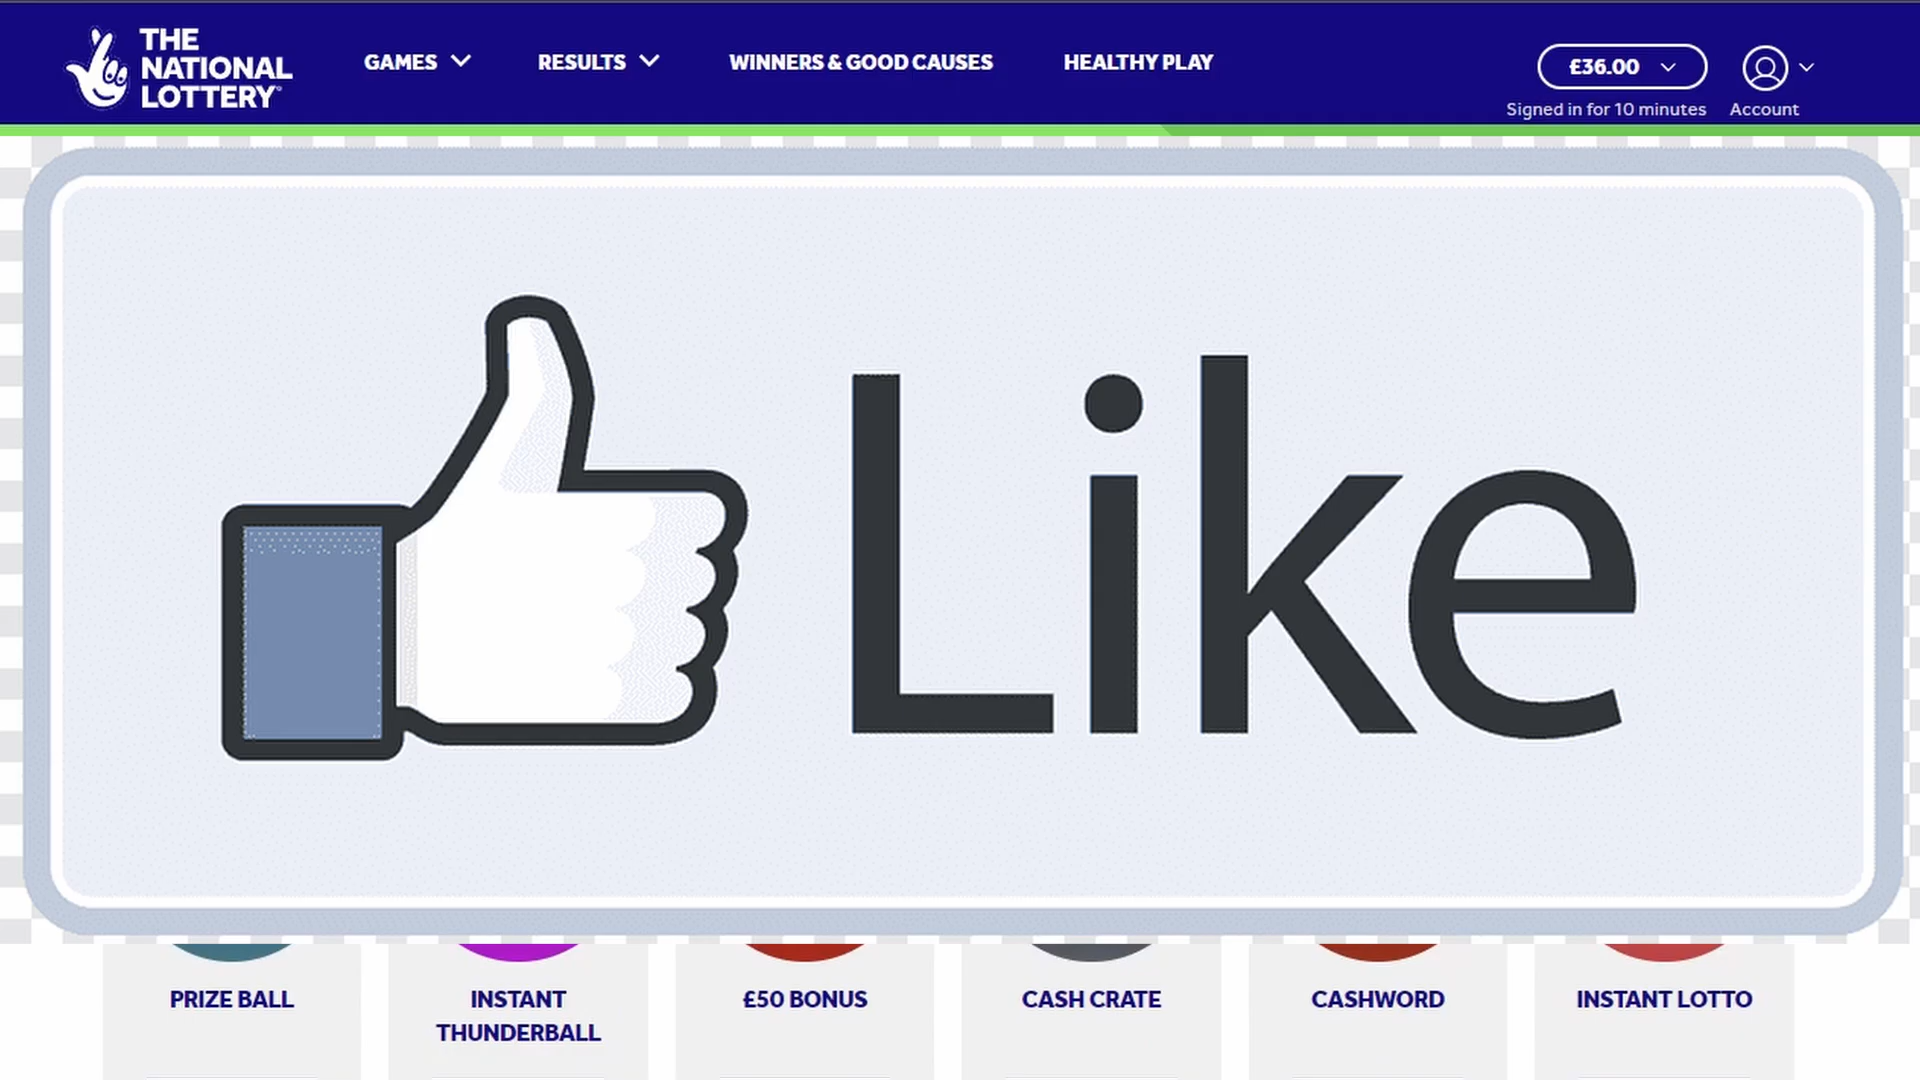 THE
NATIONAL
LOTTERY
GAMES
RESULTS
WINNERS & GOOD CAUSES
HEALTHY PLAY
£36.00
Signed in for 10 minutes
Account
Like
PRIZE BALL
INSTANT
THUNDERBALL
£50 BONUS
CASH CRATE
CASHWORD
INSTANT LOTTO